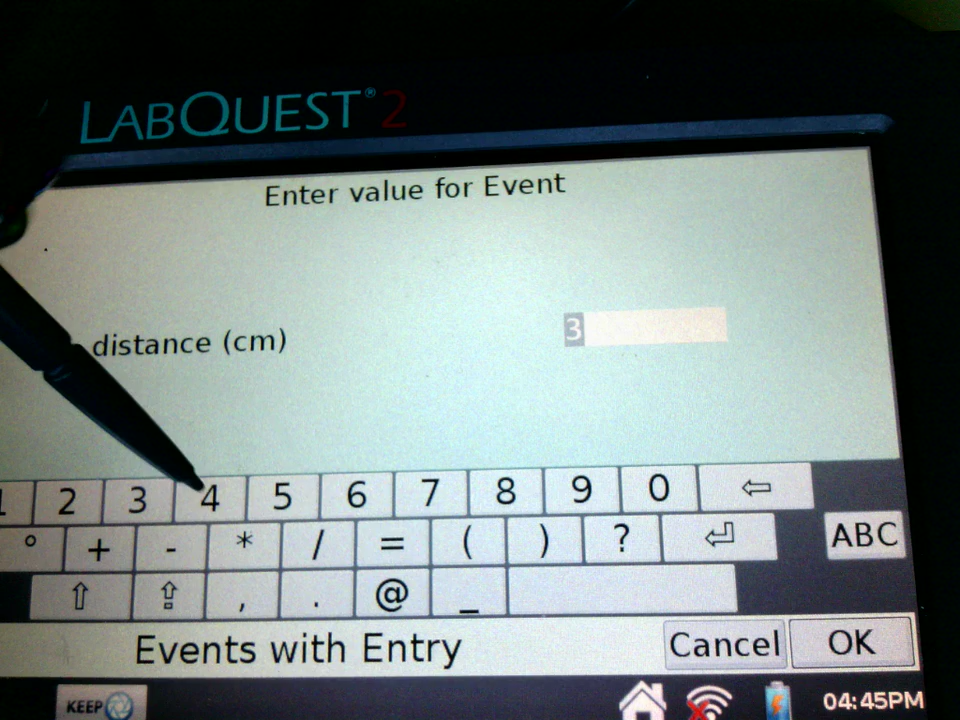 LABQUEST® 2
Enter value for Event
distance (cm) 3
1 2 3 4 5 6 7 8 9 0 ⇦
° + - * / = ( ) ? ⏎ ABC
⇧ ⇪ , . @ _
Events with Entry Cancel OK
KEEP 04:45PM